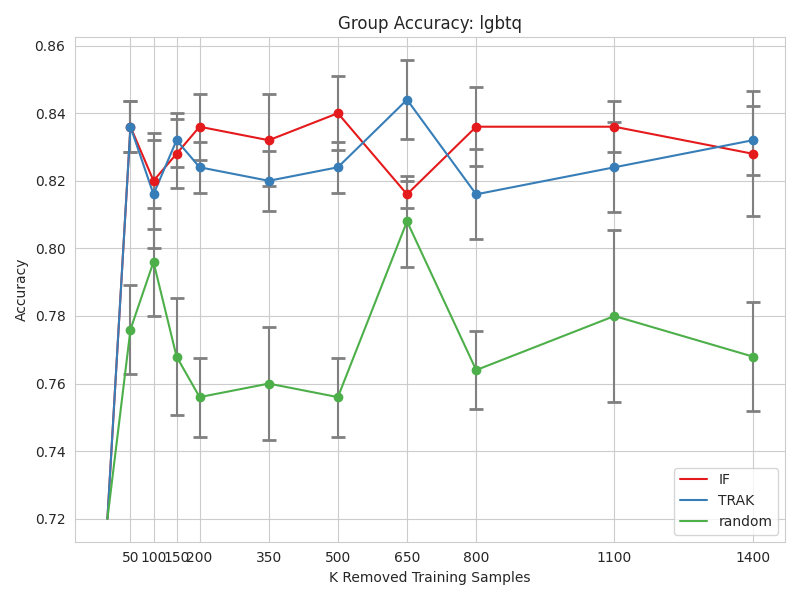 Group Accuracy: lgbtq
Accuracy
0.86
0.84
0.82
0.80
0.78
0.76
0.74
0.72
50 100 150 200 350 500 650 800 1100 1400
K Removed Training Samples
IF
TRAK
random